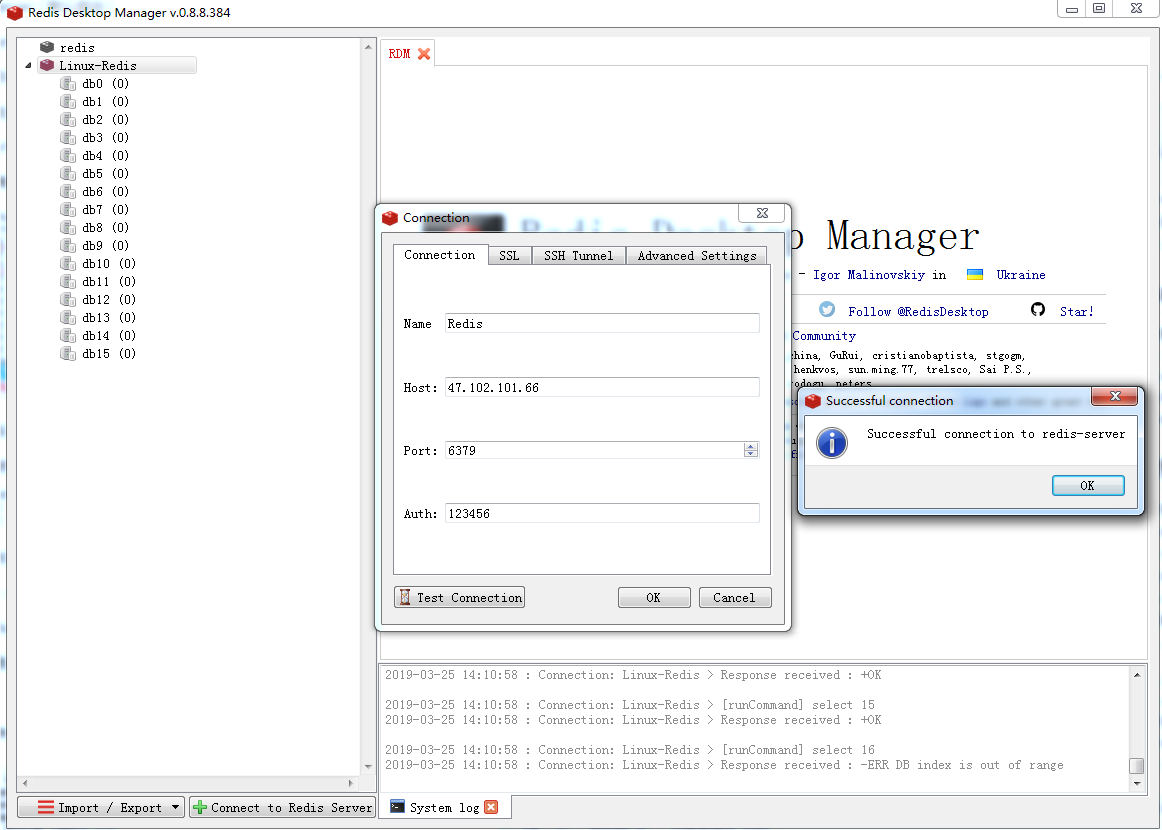 Redis Desktop Manager v.0.8.8.384
redis
Linux-Redis
db0 (0)
db1 (0)
db2 (0)
db3 (0)
db4 (0)
db5 (0)
db6 (0)
db7 (0)
db8 (0)
db9 (0)
db10 (0)
db11 (0)
db12 (0)
db13 (0)
db14 (0)
db15 (0)
Import / Export
Connect to Redis Server
RDM
Manager
- Igor Malinovskiy in Ukraine
Follow @RedisDesktop Star!
Community
china, GuRui, cristianobaptista, stgogm,
henkvos, sun.ming.77, trelsco, Sai P.S.,
rodogu, peters
Connection
Connection SSL SSH Tunnel Advanced Settings
Name Redis
Host: 47.102.101.66
Port: 6379
Auth: 123456
Test Connection OK Cancel
Successful connection
Successful connection to redis-server
OK
2019-03-25 14:10:58 : Connection: Linux-Redis > Response received : +OK
2019-03-25 14:10:58 : Connection: Linux-Redis > [runCommand] select 15
2019-03-25 14:10:58 : Connection: Linux-Redis > Response received : +OK
2019-03-25 14:10:58 : Connection: Linux-Redis > [runCommand] select 16
2019-03-25 14:10:58 : Connection: Linux-Redis > Response received : -ERR DB index is out of range
System log